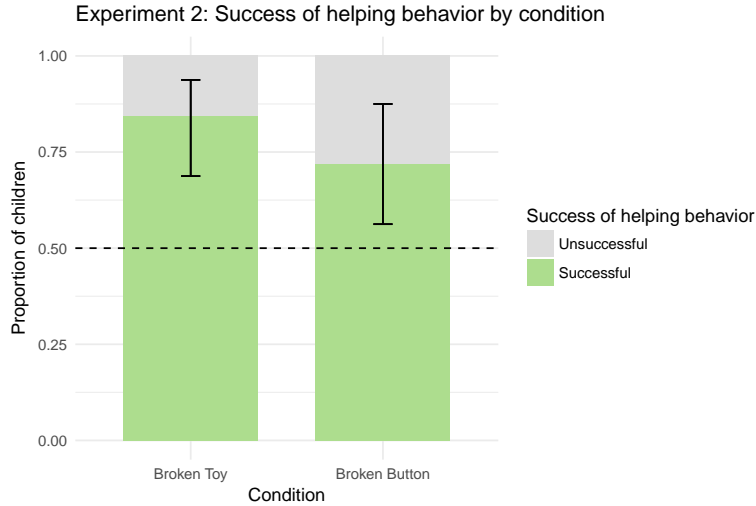 Experiment 2: Success of helping behavior by condition
1.00
0.75
0.50
0.25
0.00
Proportion of children
Broken Toy
Broken Button
Condition
Success of helping behavior
Unsuccessful
Successful